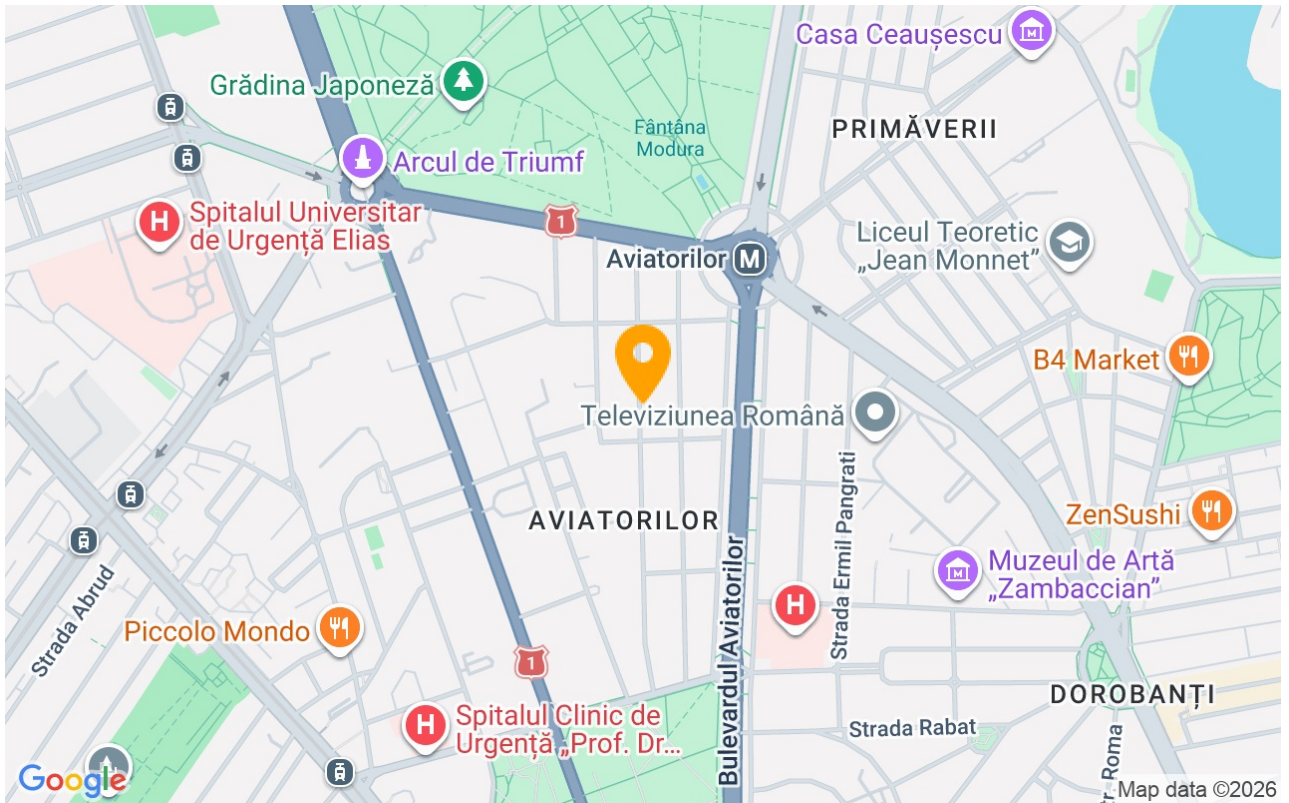 Casa Ceaușescu
Grădina Japoneză
Fântâna
Modura
PRIMĂVERII
Arcul de Triumf
H
Spitalul Universitar
de Urgență Elias
1
Aviatorilor
M
Liceul Teoretic
„Jean Monnet”
B4 Market
Televiziunea Română
AVIATORILOR
Strada Ermil Pangrati
ZenSushi
Muzeul de Artă
„Zambaccian”
Strada Abrud
Piccolo Mondo
H
1
Bulevardul Aviatorilor
DOROBANȚI
H
Spitalul Clinic de
Urgență „Prof. Dr...
Strada Rabat
Roma
Google
Map data ©2026